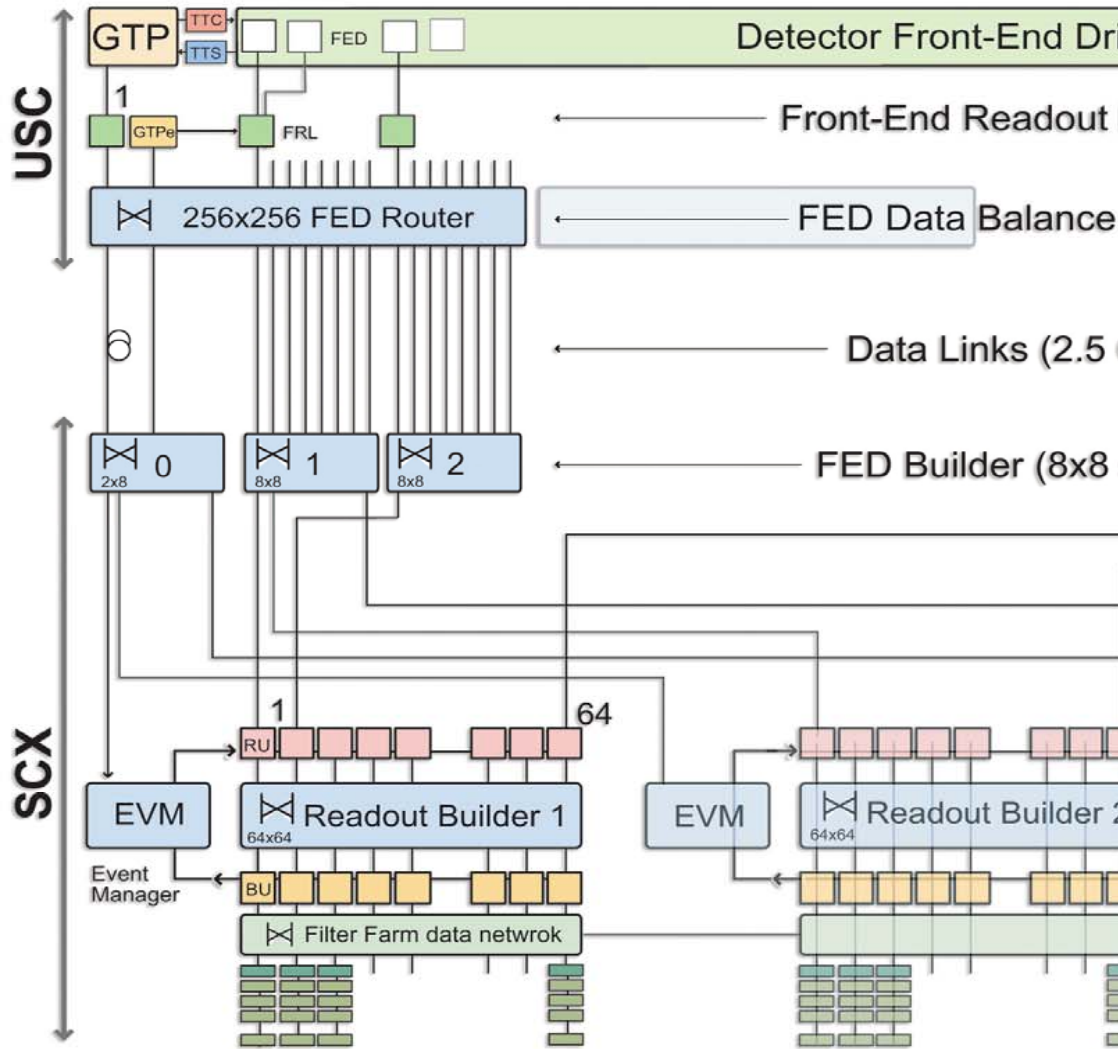 GTP
TTC
TTS
FED
Detector Front-End Dri
USC
1
GTPe
FRL
Front-End Readout
256x256 FED Router
FED Data Balance
Data Links (2.5
0
2x8
1
8x8
2
8x8
FED Builder (8x8
SCX
1
64
RU
EVM
Readout Builder 1
64x64
EVM
Readout Builder 2
64x64
Event
Manager
BU
Filter Farm data netwrok